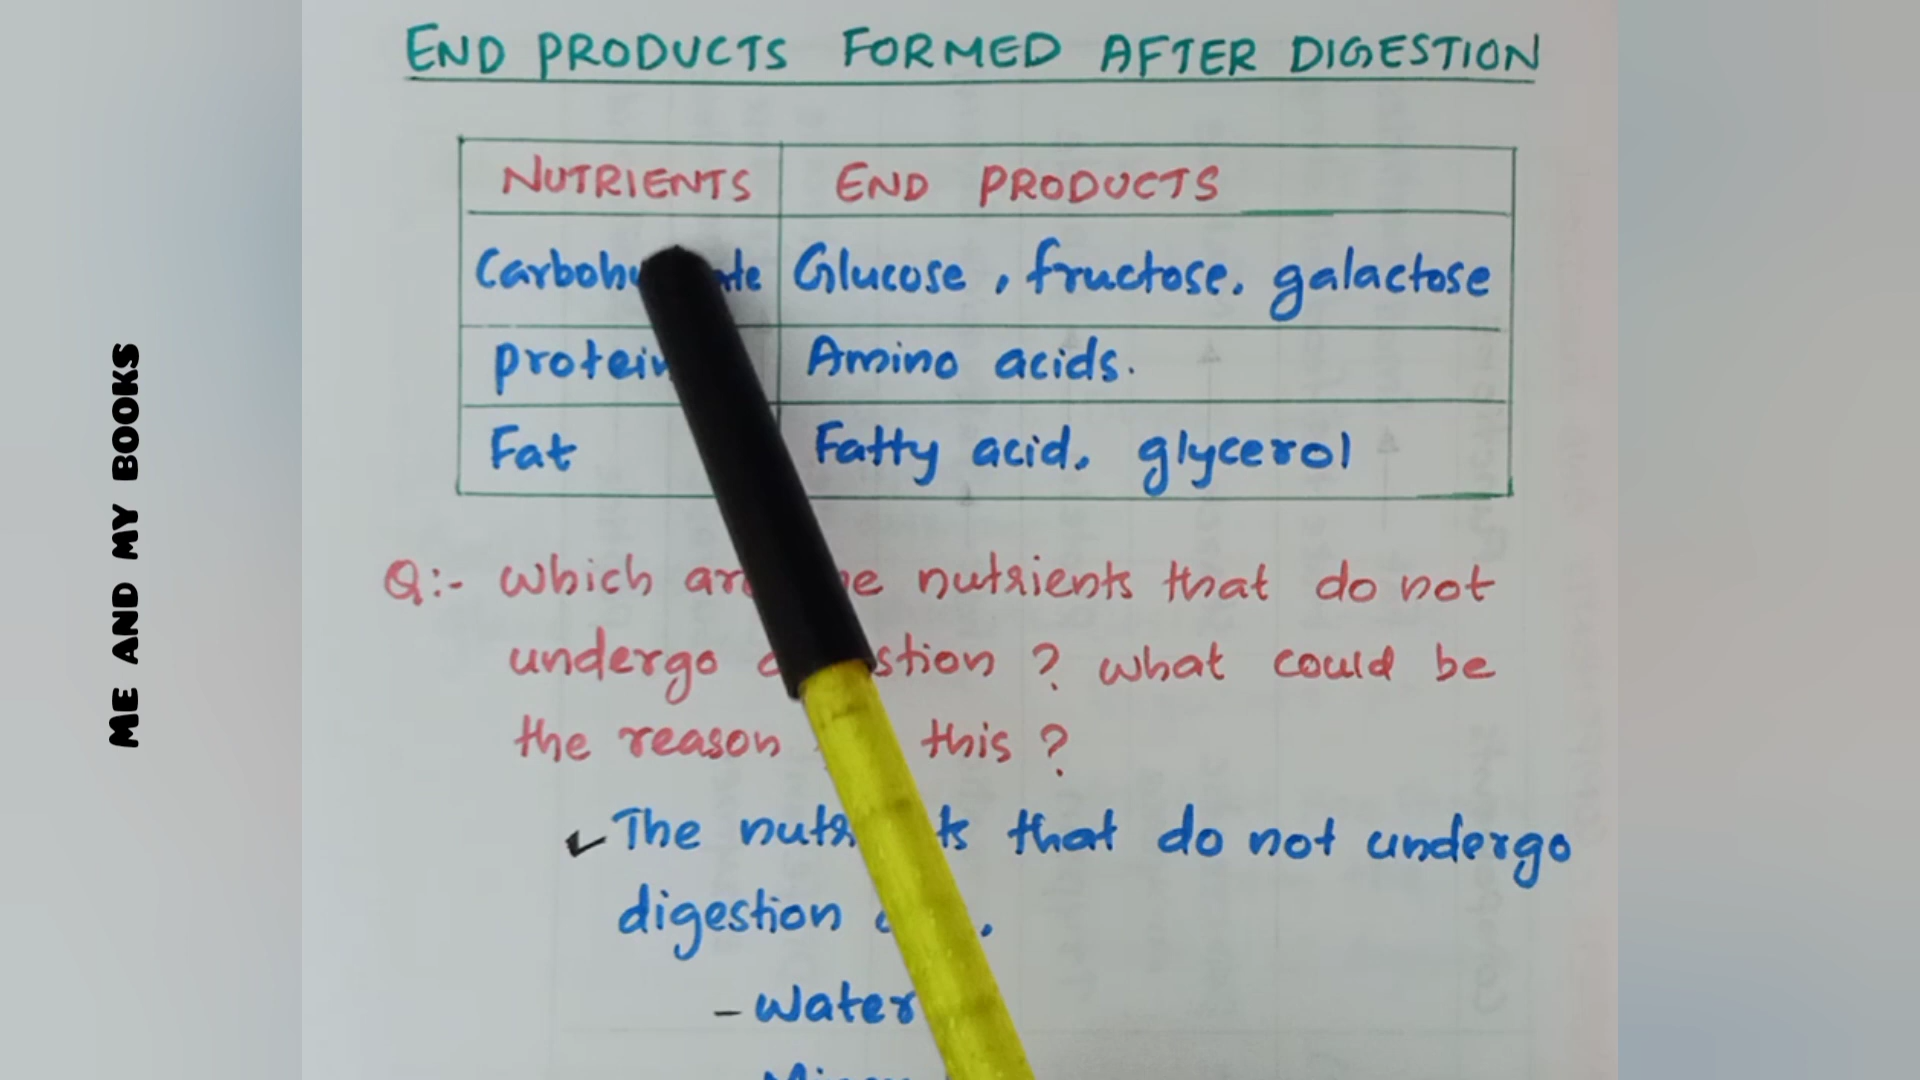 END PRODUCTS FORMED AFTER DIGESTION
NUTRIENTS END PRODUCTS
Glucose, fructose, galactose
protein Amino acids.
Fat Fatty acid, glycerol
Q:- Which nutrients that do not
undergo ? What could be
the reason this ?
The that do not undergo
digestion
- Water
ME AND MY BOOKS